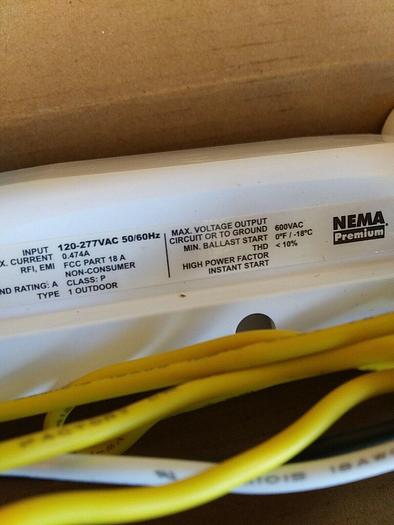 INPUT 120-277VAC 50/60Hz
X. CURRENT 0.474A
RFI, EMI FCC PART 18 A
NON-CONSUMER
ND RATING: A CLASS: P
TYPE 1 OUTDOOR
MAX. VOLTAGE OUTPUT
CIRCUIT OR TO GROUND 600VAC
MIN. BALLAST START 0°F / -18°C
THD < 10%
HIGH POWER FACTOR
INSTANT START
NEMA
Premium
FACTORY